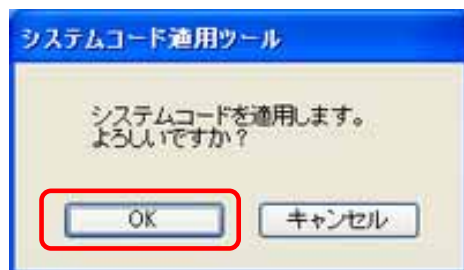 システムコード適用ツール
システムコードを適用します。
よろしいですか？
OK
キャンセル